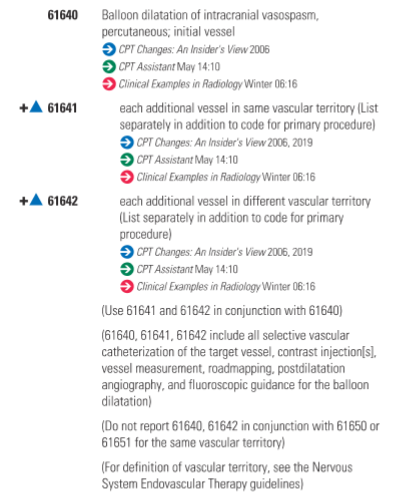 61640 Balloon dilatation of intracranial vasospasm,
percutaneous; initial vessel
CPT Changes: An Insider's View 2006
CPT Assistant May 14:10
Clinical Examples in Radiology Winter 06:16
+▲ 61641 each additional vessel in same vascular territory (List
separately in addition to code for primary procedure)
CPT Changes: An Insider's View 2006, 2019
CPT Assistant May 14:10
Clinical Examples in Radiology Winter 06:16
+▲ 61642 each additional vessel in different vascular territory
(List separately in addition to code for primary
procedure)
CPT Changes: An Insider's View 2006, 2019
CPT Assistant May 14:10
Clinical Examples in Radiology Winter 06:16
(Use 61641 and 61642 in conjunction with 61640)
(61640, 61641, 61642 include all selective vascular
catheterization of the target vessel, contrast injection[s],
vessel measurement, roadmapping, postdilatation
angiography, and fluoroscopic guidance for the balloon
dilatation)
(Do not report 61640, 61642 in conjunction with 61650 or
61651 for the same vascular territory)
(For definition of vascular territory, see the Nervous
System Endovascular Therapy guidelines)